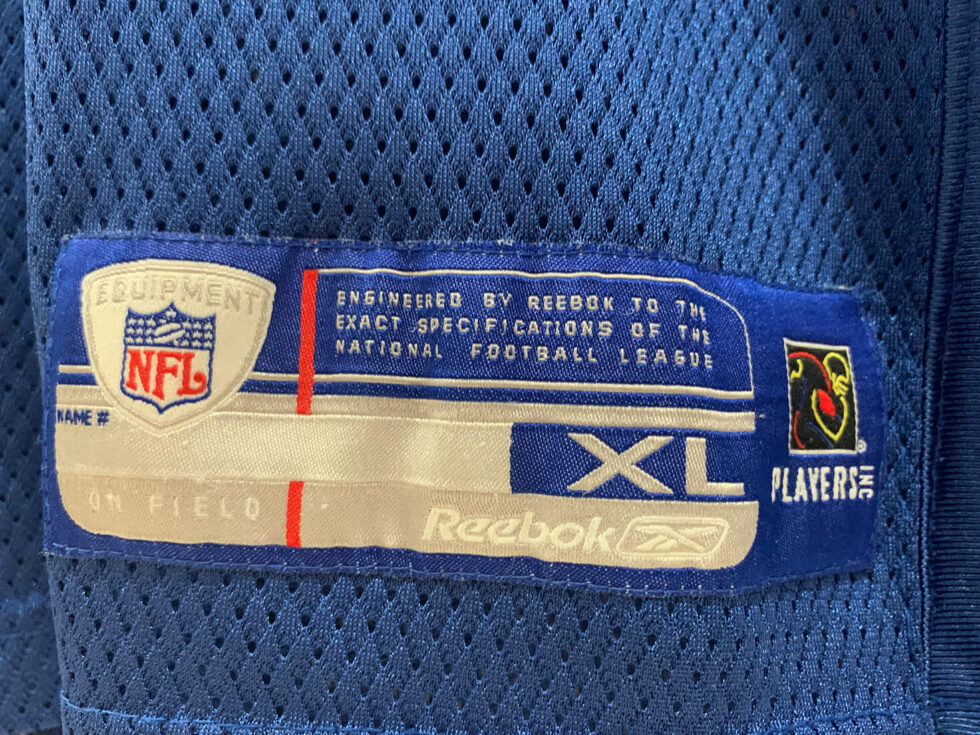 EQUIPMENT
NFL
ENGINEERED BY REEBOK TO THE
EXACT SPECIFICATIONS OF THE
NATIONAL FOOTBALL LEAGUE
NAME #
XL
ON FIELD
Reebok
PLAYERS INC
®